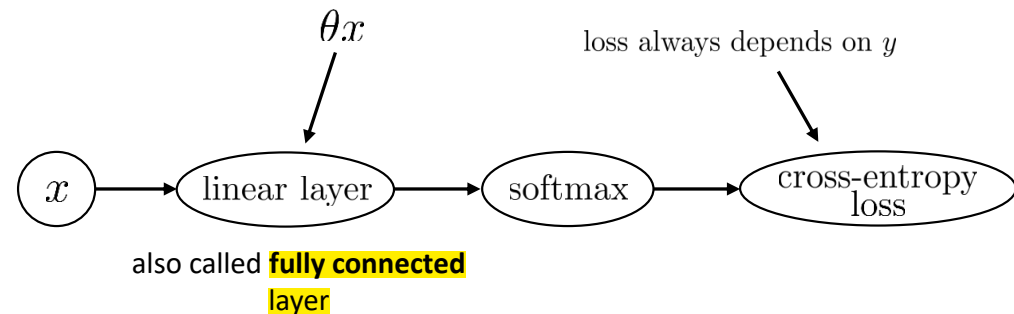 θx
loss always depends on y
x
linear layer
softmax
cross-entropy
loss
also called fully connected
layer